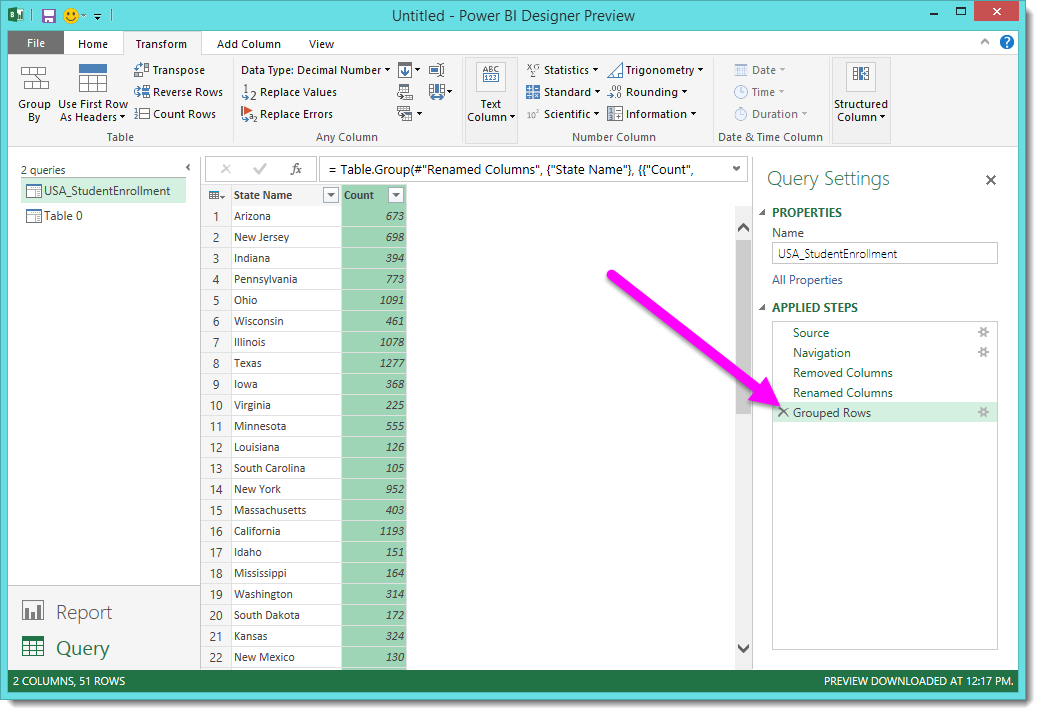 Untitled - Power BI Designer Preview
File Home Transform Add Column View
Group By
Use First Row As Headers
Transpose
Reverse Rows
Count Rows
Table
Data Type: Decimal Number
Replace Values
Replace Errors
Any Column
Text Column
Statistics
Standard
Scientific
Trigonometry
Rounding
Information
Number Column
Date
Time
Duration
Date & Time Column
Structured Column
2 queries
USA_StudentEnrollment
Table 0
fx = Table.Group(#"Renamed Columns", {"State Name"}, {{"Count",
State Name Count
1 Arizona 673
2 New Jersey 698
3 Indiana 394
4 Pennsylvania 773
5 Ohio 1091
6 Wisconsin 461
7 Illinois 1078
8 Texas 1277
9 Iowa 368
10 Virginia 225
11 Minnesota 555
12 Louisiana 126
13 South Carolina 105
14 New York 952
15 Massachusetts 403
16 California 1193
17 Idaho 151
18 Mississippi 164
19 Washington 314
20 South Dakota 172
21 Kansas 324
22 New Mexico 130
Query Settings
PROPERTIES
Name
USA_StudentEnrollment
All Properties
APPLIED STEPS
Source
Navigation
Removed Columns
Renamed Columns
Grouped Rows
Report
Query
2 COLUMNS, 51 ROWS
PREVIEW DOWNLOADED AT 12:17 PM.